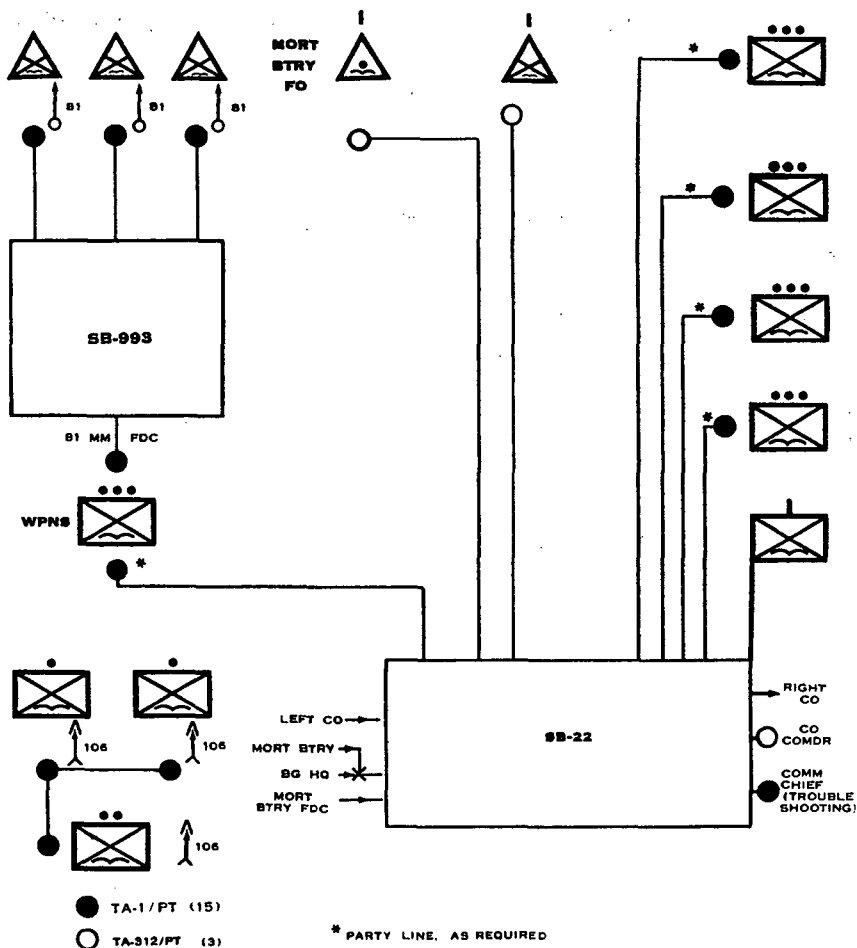 MORT
BTRY
FO
81
81
81
*
*
SB-993
*
*
81 MM FDC
WPNS
*
106
106
LEFT CO
MORT BTRY
BG HQ
MORT
BTRY FDC
SB-22
RIGHT
CO
CO
COMDR
COMM
CHIEF
(TROUBLE
SHOOTING)
106
TA-1/PT (15)
TA-312/PT (3)
* PARTY LINE, AS REQUIRED